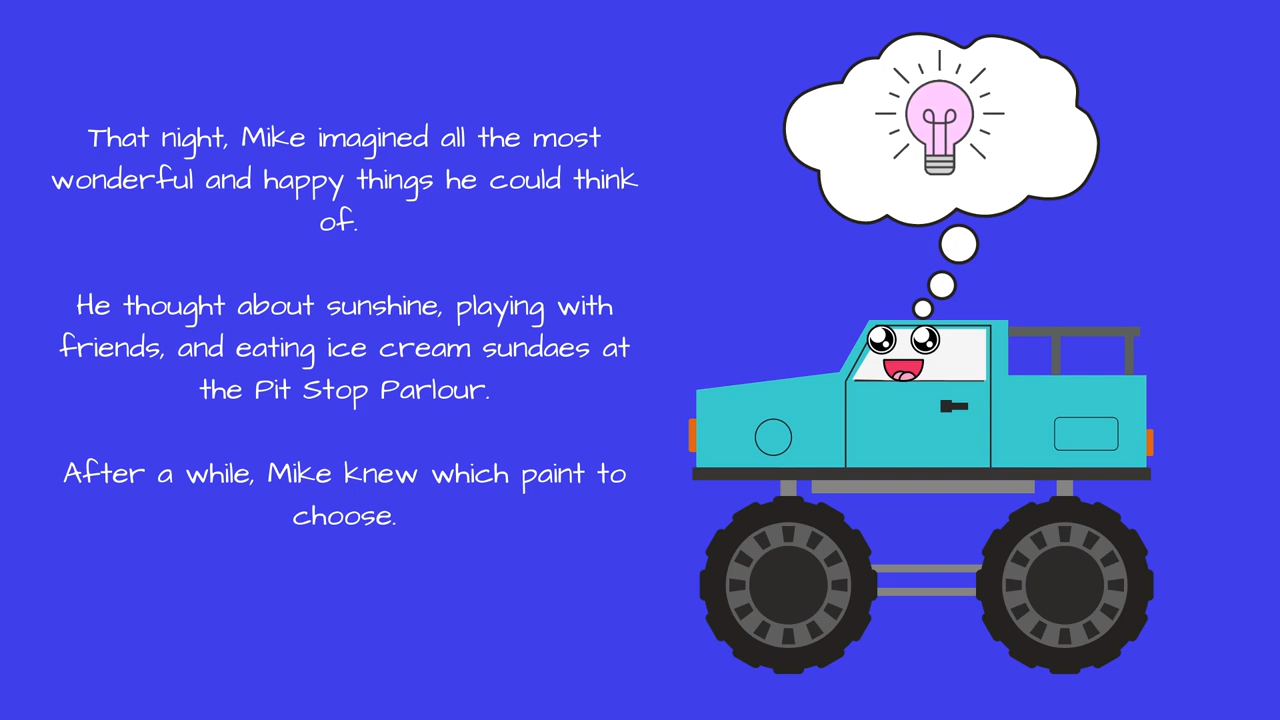 That night, Mike imagined all the most
wonderful and happy things he could think
of.
He thought about sunshine, playing with
friends, and eating ice cream sundaes at
the Pit Stop Parlour.
After a while, Mike knew which paint to
choose.